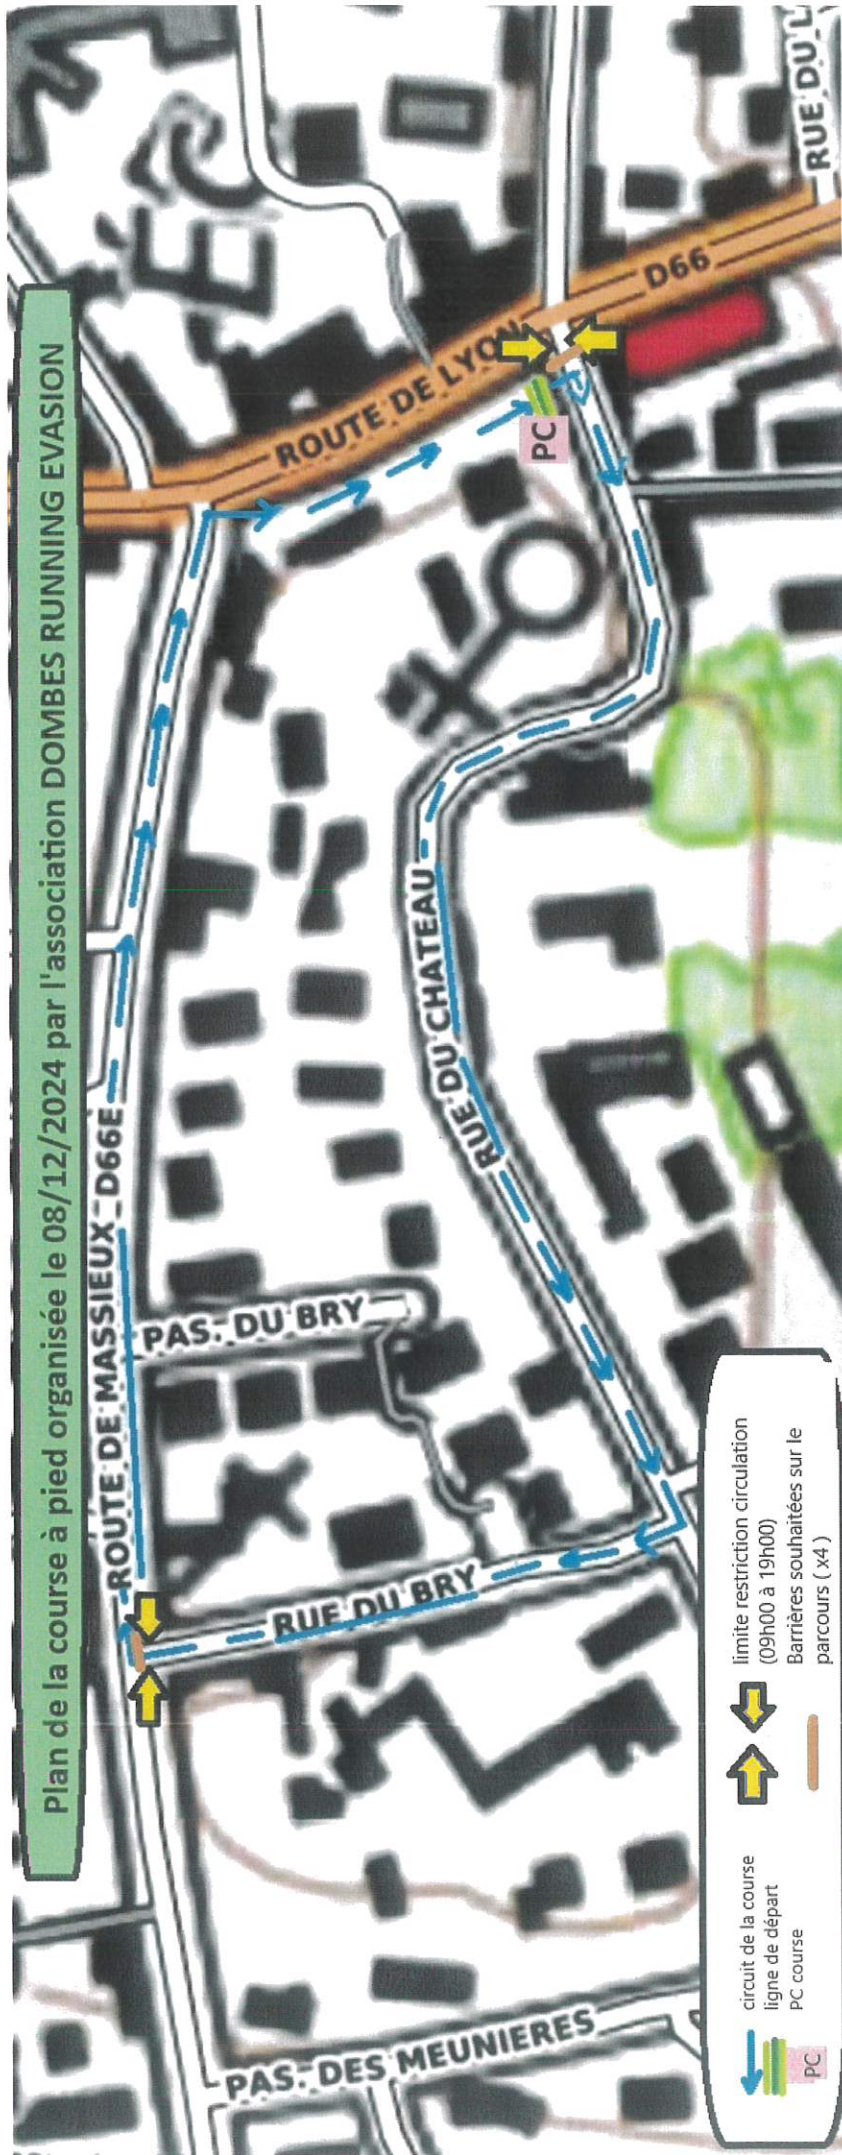 Plan de la course à pied organisée le 08/12/2024 par l'association DOMBES RUNNING EVASION
ROUTE DE MASSIEUX_D66E
PAS. DU BRY
RUE DU BRY
PAS. DES MEUNIERES
RUE DU CHATEAU
ROUTE DE LYON
D66
RUE DU L
Éc
PC
circuit de la course
ligne de départ
PC course
PC
limite restriction circulation
(09h00 à 19h00)
Barrières souhaitées sur le
parcours ( x4 )